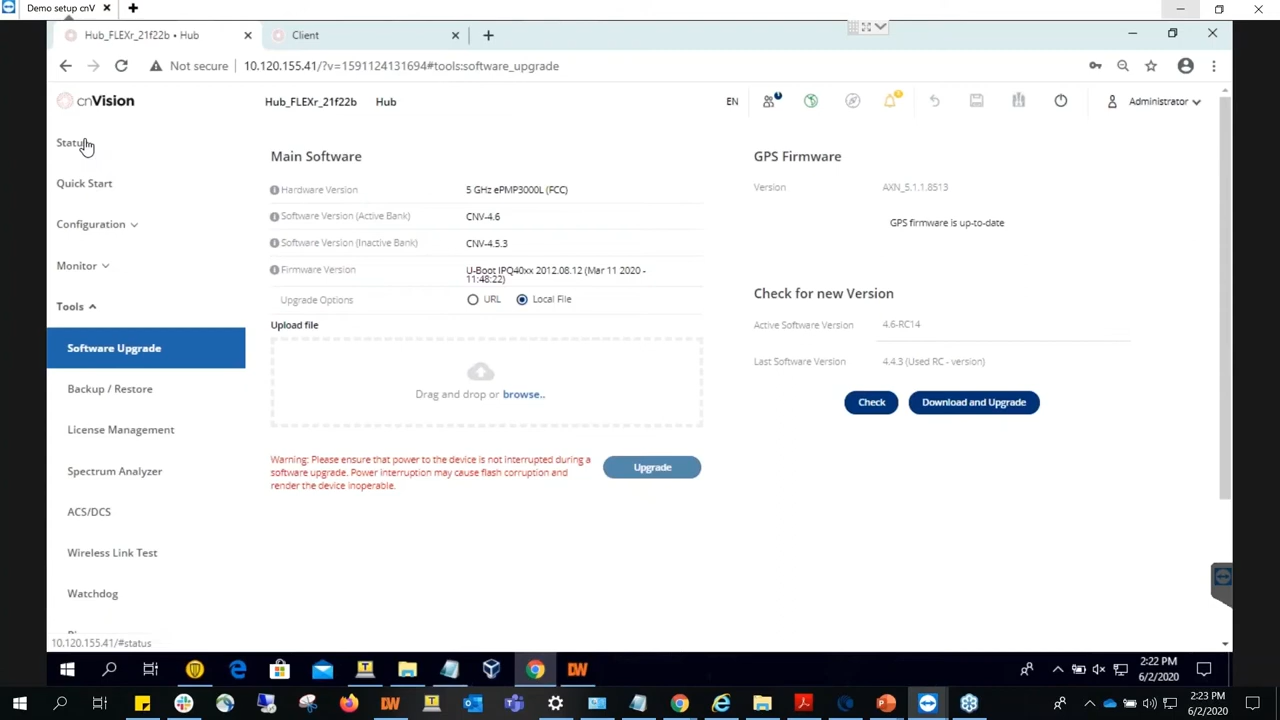 Demo setup cnV
Hub_FLEXr_21f22b • Hub
Client
Not secure
10.120.155.41/?v=1591124131694#tools:software_upgrade
cnVision
Hub_FLEXr_21f22b
Hub
EN
Administrator
Status
Quick Start
Configuration
Monitor
Tools
Software Upgrade
Backup / Restore
License Management
Spectrum Analyzer
ACS/DCS
Wireless Link Test
Watchdog
10.120.155.41/#status
Main Software
Hardware Version
5 GHz ePMP3000L (FCC)
Software Version (Active Bank)
CNV-4.6
Software Version (Inactive Bank)
CNV-4.5.3
Firmware Version
U-Boot IPQ40xx 2012.08.12 (Mar 11 2020 -
11:48:22)
Upgrade Options
URL
Local File
Upload file
Drag and drop or browse..
Warning: Please ensure that power to the device is not interrupted during a
software upgrade. Power interruption may cause flash corruption and
render the device inoperable.
Upgrade
GPS Firmware
Version
AXN_5.1.1.8513
GPS firmware is up-to-date
Check for new Version
Active Software Version
4.6-RC14
Last Software Version
4.4.3 (Used RC - version)
Check
Download and Upgrade
DW
2:22 PM
6/2/2020
DW
T
2:23 PM
6/2/2020